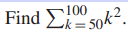 Find ∑_{k=50}^{100} k².